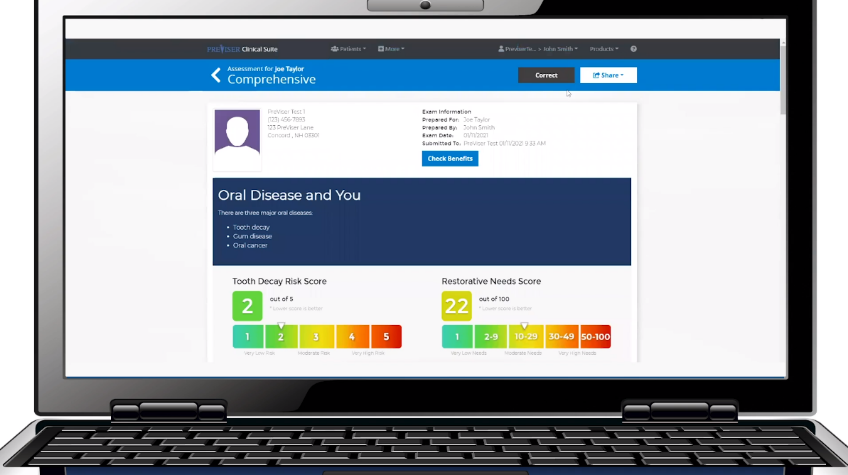 PREVISER Clinical Suite
Patients
More
PreViserTe... > John Smith
Products
Assessment for Joe Taylor
Comprehensive
Correct
Share
PreViser Test 1
(123) 456-7893
123 PreViser Lane
Concord , NH 03301
Exam Information
Prepared For: Joe Taylor
Prepared By: John Smith
Exam Date: 01/11/2021
Submitted To: PreViser Test 01/11/2021 9:33 AM
Check Benefits
Oral Disease and You
There are three major oral diseases:
• Tooth decay
• Gum disease
• Oral cancer
Tooth Decay Risk Score
2 out of 5
* Lower score is better
1 2 3 4 5
Very Low Risk Moderate Risk Very High Risk
Restorative Needs Score
22 out of 100
* Lower score is better
1 2-9 10-29 30-49 50-100
Very Low Needs Moderate Needs Very High Needs